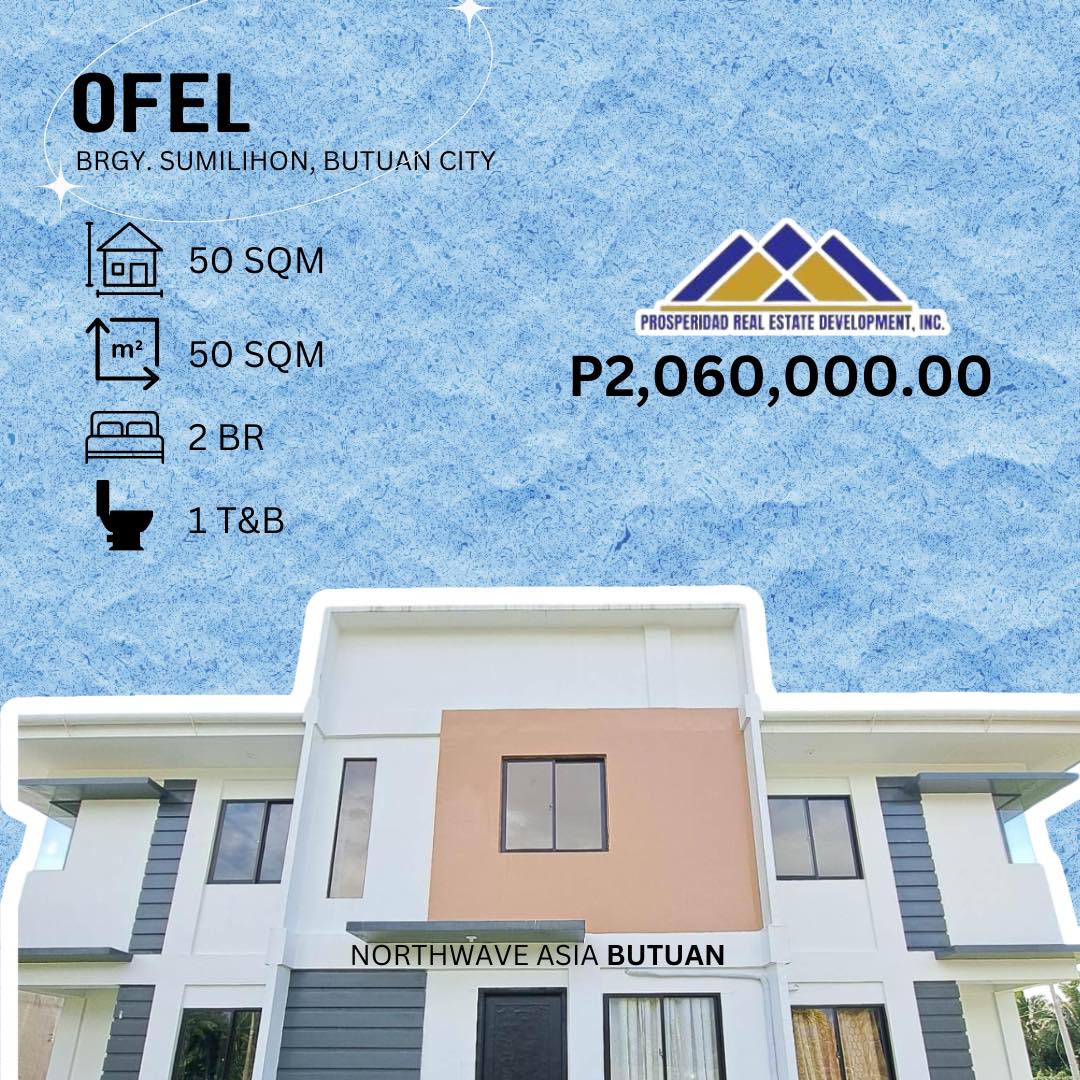 OFEL
BRGY. SUMILIHON, BUTUAN CITY
50 SQM
m²
50 SQM
2 BR
1 T&B
PROSPERIDAD REAL ESTATE DEVELOPMENT, INC.
P2,060,000.00
NORTHWAVE ASIA BUTUAN